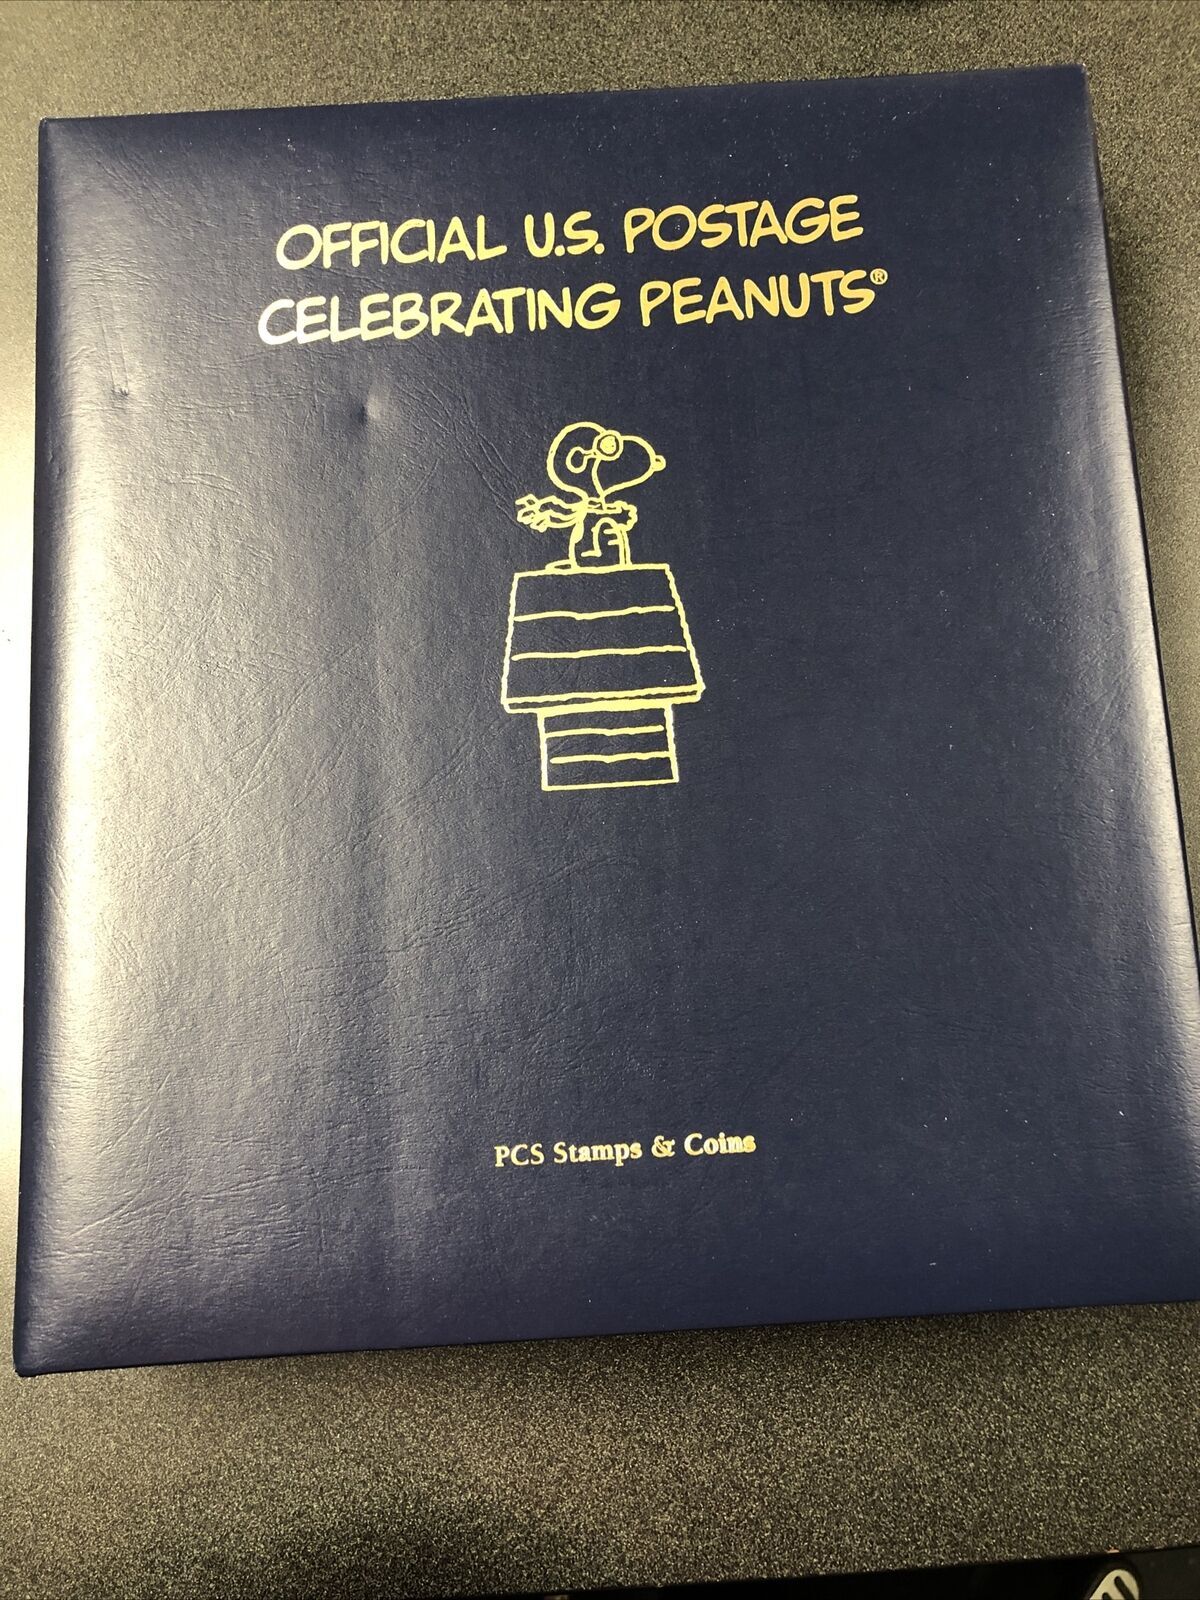 OFFICIAL U.S. POSTAGE
CELEBRATING PEANUTS®
PCS Stamps & Coins